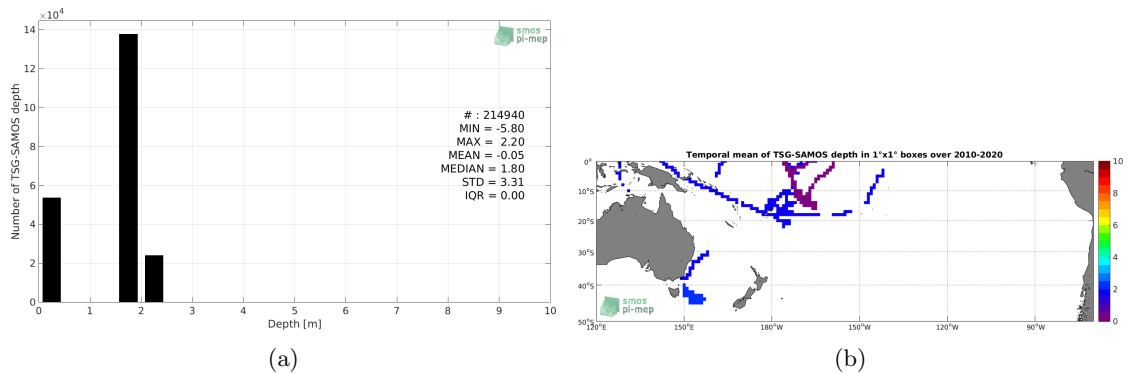 ×10⁴
14
12
10
8
6
4
2
0
0 1 2 3 4 5 6 7 8 9 10
Number of TSG-SAMOS depth
Depth [m]
smos
pi-mep
# : 214940
MIN = -5.80
MAX = 2.20
MEAN = -0.05
MEDIAN = 1.80
STD = 3.31
IQR = 0.00
(a)
Temporal mean of TSG-SAMOS depth in 1°x1° boxes over 2010-2020
0°
10°S
20°S
30°S
40°S
50°S
120°E 150°E 180°W 150°W 120°W 90°W
10
8
6
4
2
0
smos
pi-mep
(b)